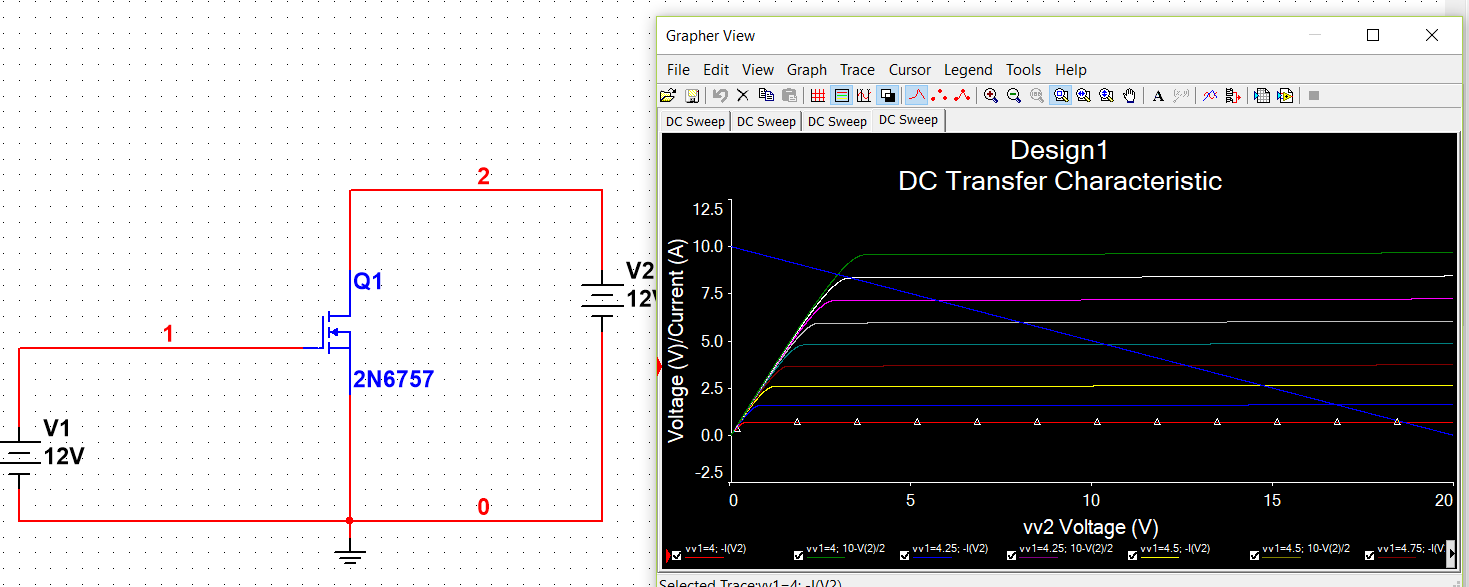 2
Q1
V2
12V
1
2N6757
V1
12V
0
Grapher View
File Edit View Graph Trace Cursor Legend Tools Help
A
DC Sweep DC Sweep DC Sweep DC Sweep
Design1
DC Transfer Characteristic
Voltage (V)/Current (A)
12.5
10.0
7.5
5.0
2.5
0.0
-2.5
0 5 10 15 20
vv2 Voltage (V)
vv1=4; -I(V2) vv1=4; 10-V(2)/2 vv1=4.25; -I(V2) vv1=4.25; 10-V(2)/2 vv1=4.5; -I(V2) vv1=4.5; 10-V(2)/2 vv1=4.75; -I(V
Selected Trace:vv1=4; -I(V2)